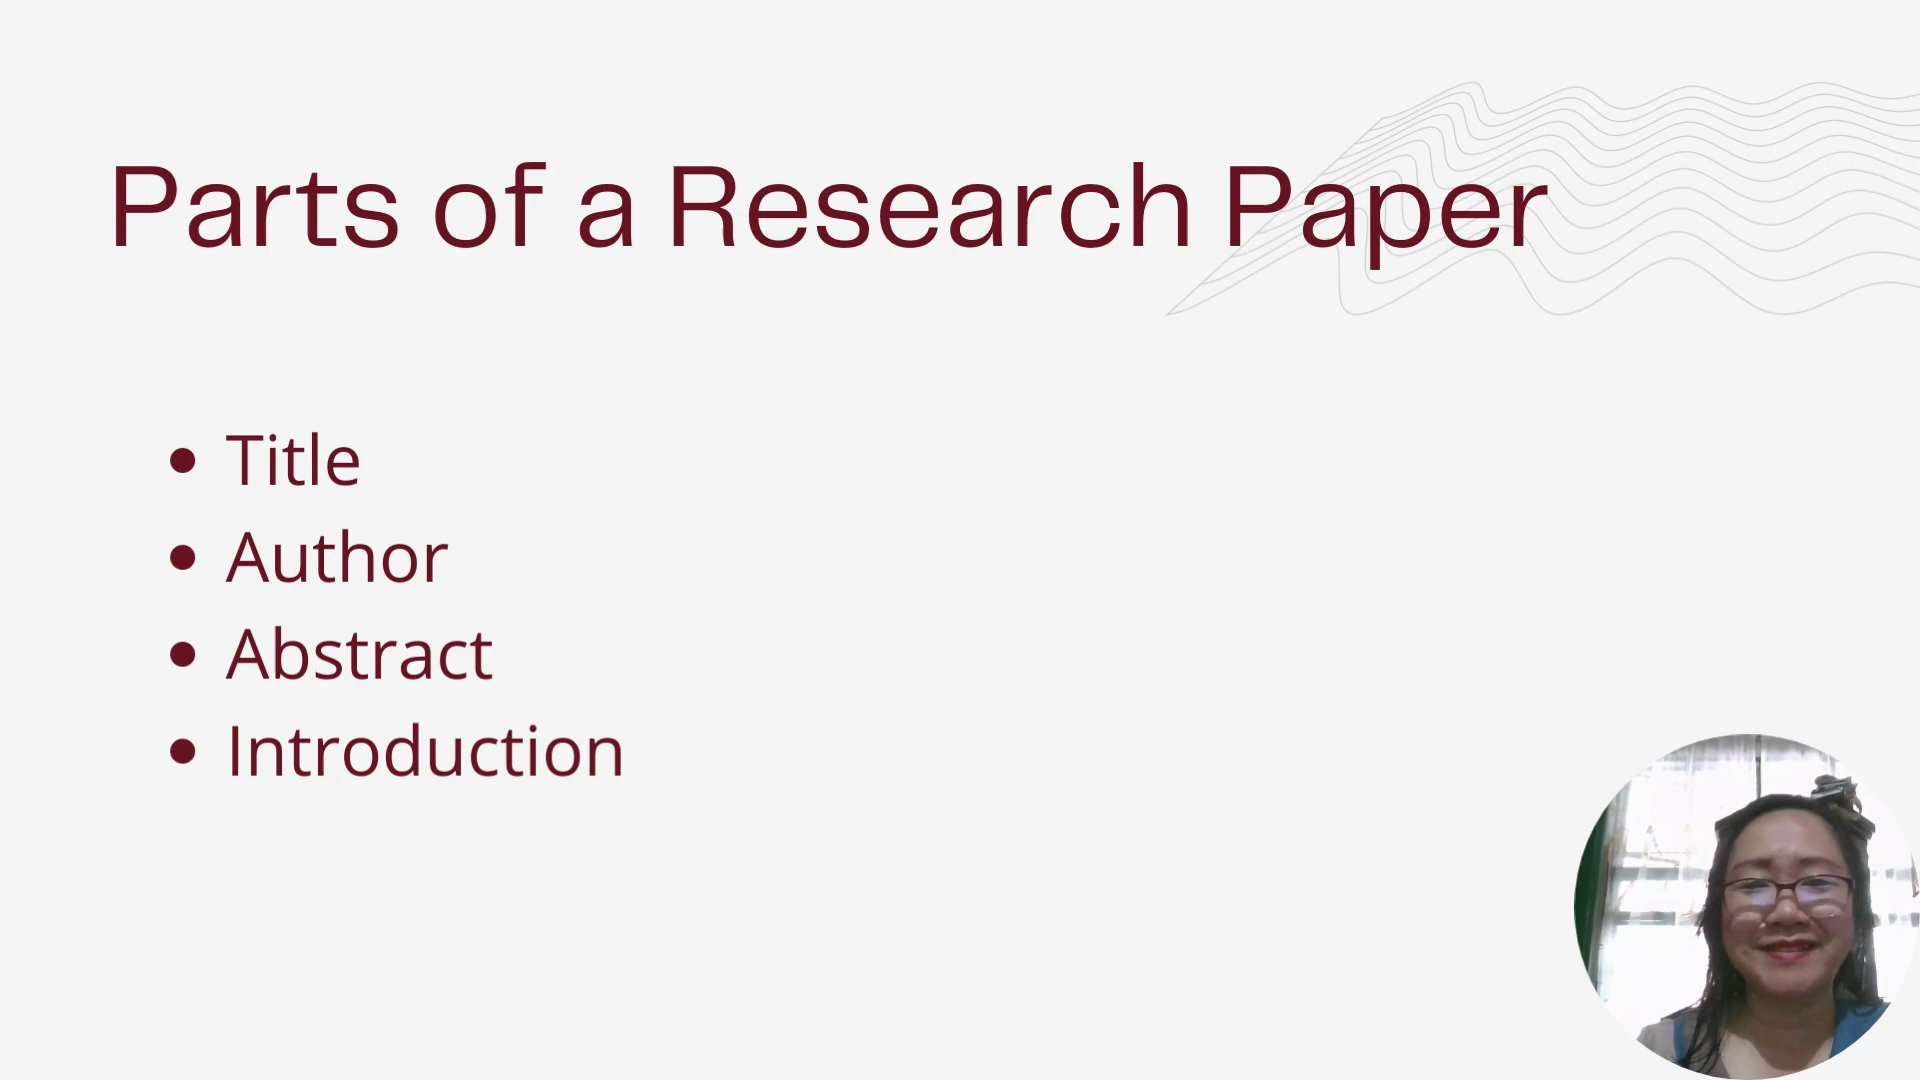 Parts of a Research Paper
Title
Author
Abstract
Introduction